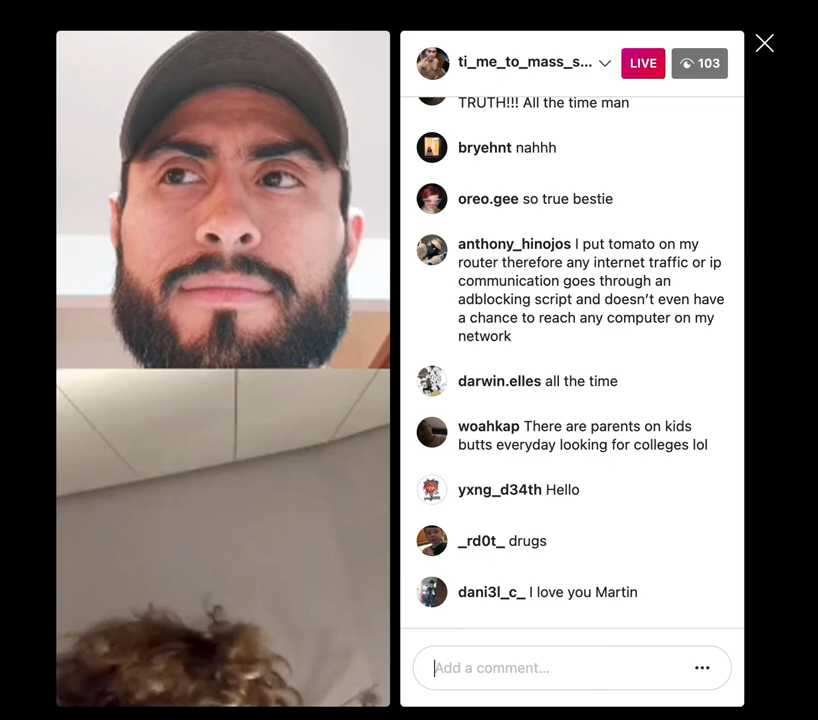 ti_me_to_mass_s... LIVE 103
TRUTH!!! All the time man
bryehnt nahhh
oreo.gee so true bestie
anthony_hinojos I put tomato on my
router therefore any internet traffic or ip
communication goes through an
adblocking script and doesn’t even have
a chance to reach any computer on my
network
darwin.elles all the time
woahkap There are parents on kids
butts everyday looking for colleges lol
yxng_d34th Hello
_rd0t_ drugs
dani3l_c_ I love you Martin
Add a comment...